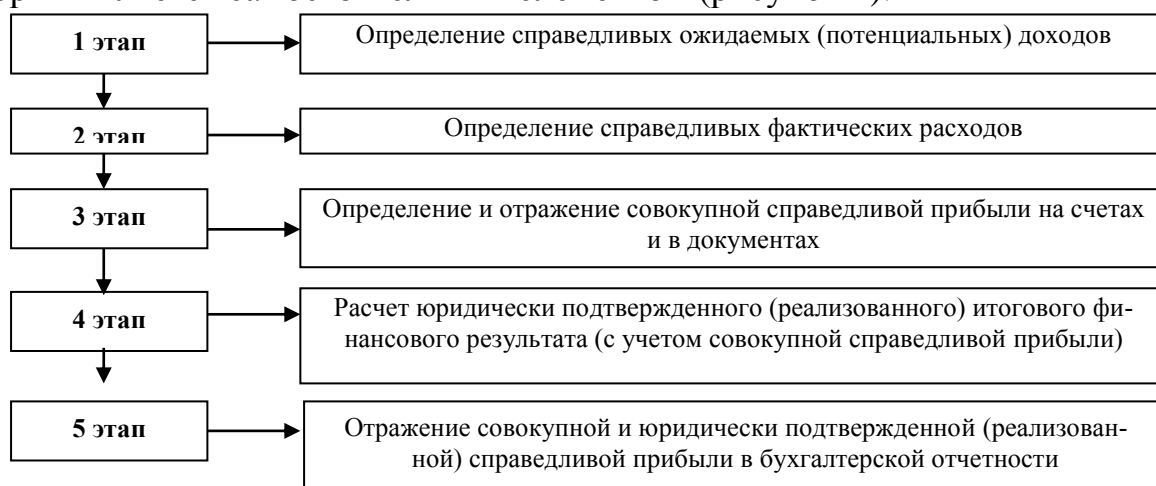 1 этап
Определение справедливых ожидаемых (потенциальных) доходов
2 этап
Определение справедливых фактических расходов
3 этап
Определение и отражение совокупной справедливой прибыли на счетах
и в документах
4 этап
Расчет юридически подтвержденного (реализованного) итогового фи-
нансового результата (с учетом совокупной справедливой прибыли)
5 этап
Отражение совокупной и юридически подтвержденной (реализован-
ной) справедливой прибыли в бухгалтерской отчетности